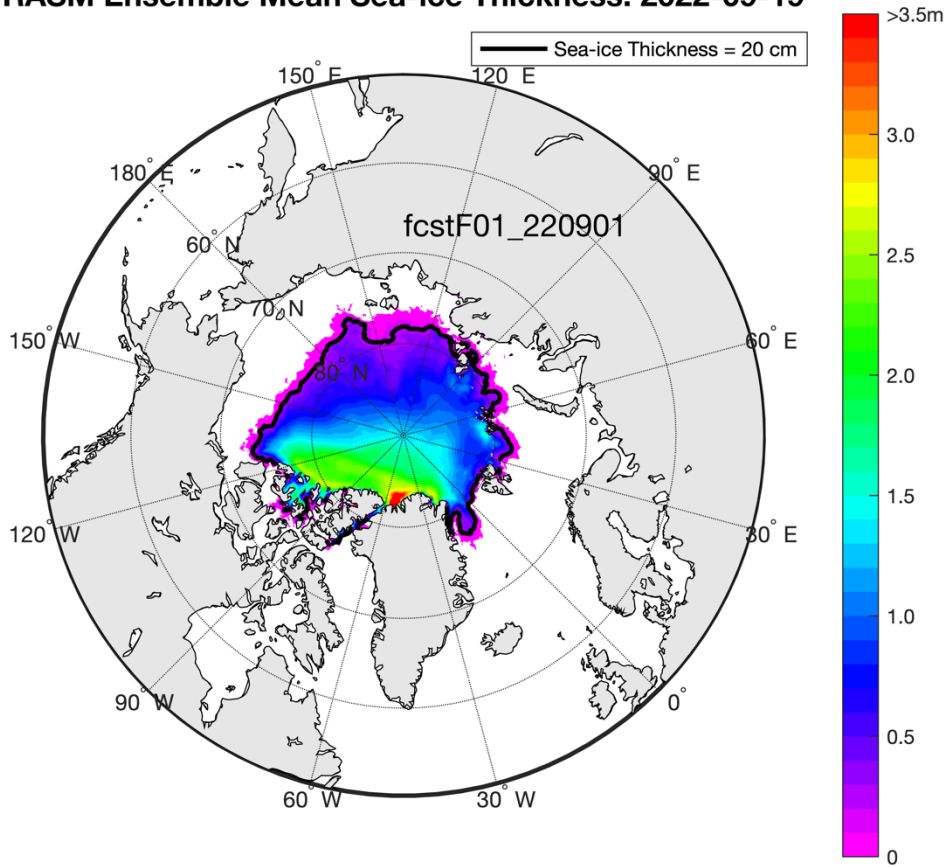 RASM Ensemble Mean Sea-Ice Thickness: 2022-09-19
>3.5m
Sea-ice Thickness = 20 cm
150° E
120° E
3.0
180° E
90° E
fcstF01_220901
60° N
2.5
70° N
150° W
60° E
80° N
2.0
1.5
120° W
30° E
1.0
90° W
0°
0.5
60° W
30° W
0